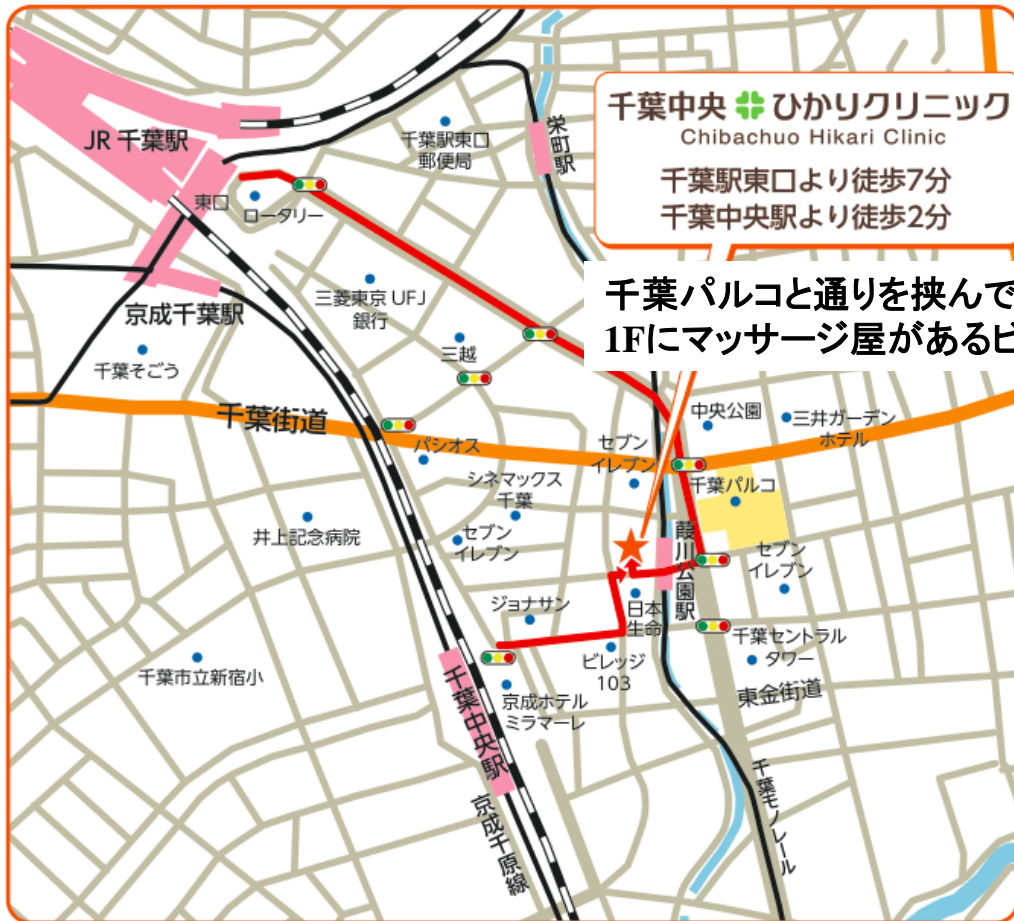 千葉中央 ひかりクリニック
Chibachuo Hikari Clinic
千葉駅東口より徒歩7分
千葉中央駅より徒歩2分
千葉パルコと通りを挟んで
1Fにマッサージ屋があるビ
JR 千葉駅
東口
ロータリー
千葉駅東口
郵便局
栄町駅
京成千葉駅
千葉そごう
三菱東京 UFJ
銀行
三越
千葉街道
パシオス
シネマックス
千葉
セブン
イレブン
セブン
イレブン
中央公園
三井ガーデン
ホテル
千葉パルコ
井上記念病院
葭川公園駅
セブン
イレブン
ジョナサン
日本
生命
ビレッジ
103
千葉セントラル
タワー
東金街道
千葉市立新宿小
千葉中央駅
京成ホテル
ミラマーレ
京成千原線
千葉モノレール